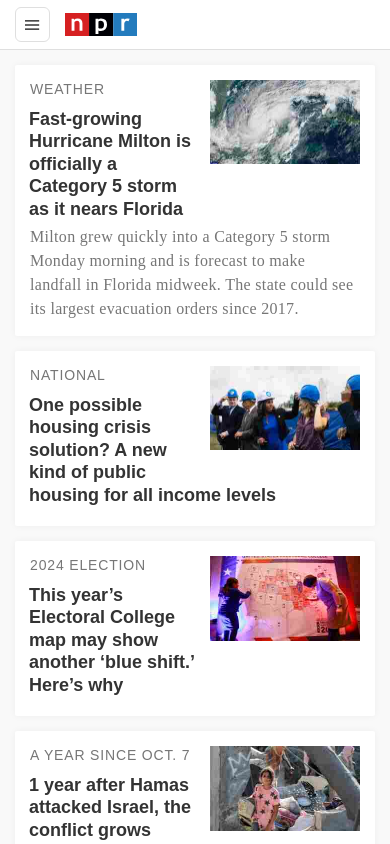 npr
WEATHER
Fast-growing
Hurricane Milton is
officially a
Category 5 storm
as it nears Florida
Milton grew quickly into a Category 5 storm
Monday morning and is forecast to make
landfall in Florida midweek. The state could see
its largest evacuation orders since 2017.
NATIONAL
One possible
housing crisis
solution? A new
kind of public
housing for all income levels
2024 ELECTION
This year’s
Electoral College
map may show
another ‘blue shift.’
Here’s why
A YEAR SINCE OCT. 7
1 year after Hamas
attacked Israel, the
conflict grows